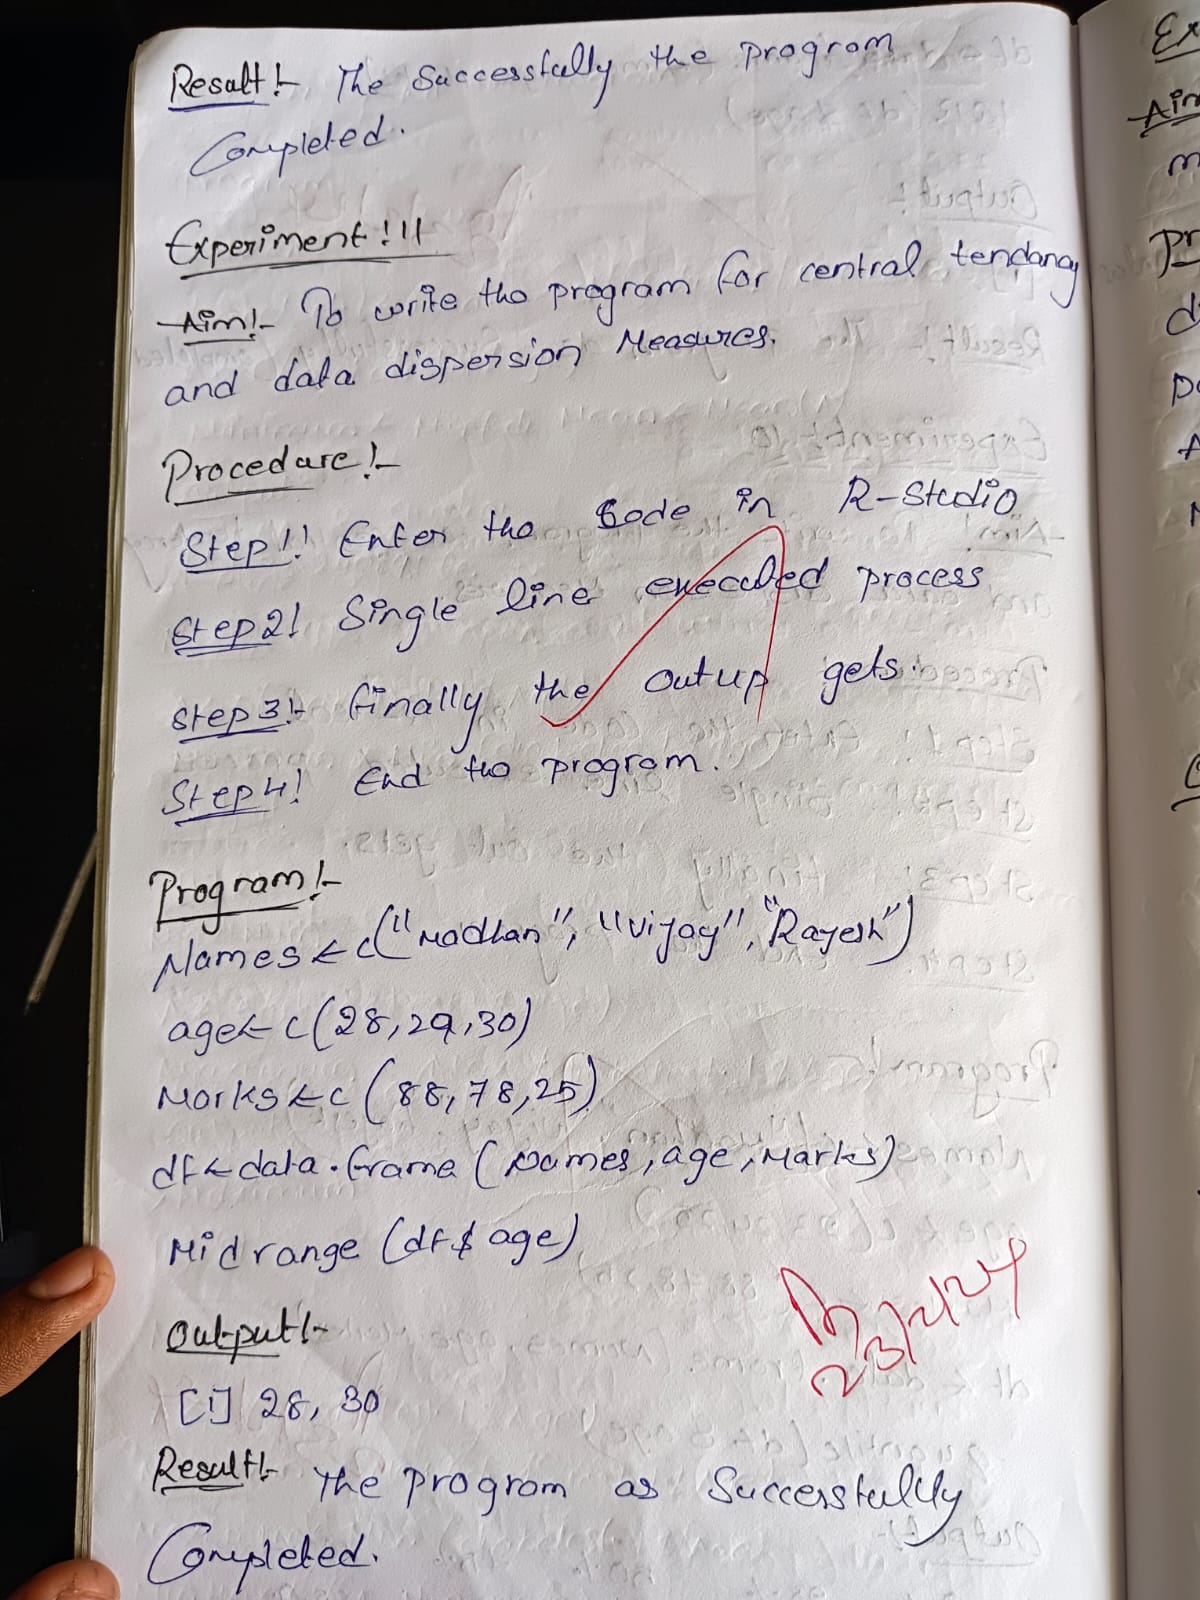 Result!- The Successfully the program
Completed.
Experiment!11
Aim!- To write the program for central tendancy
and data dispersion Measures.
Procedure!-
Step1!! Enter the Code in R-Studio
Step2! Single line executed process
Step3!- finally the outup gets.
Step4! End the program.
Program!-
Names <- c("Madhan", "Vijay", "Rajesh")
age <- c(28,29,30)
Marks <- c(88,78,25)
df <- data.frame (Names, age, Marks)
Midrange (df$age)
23/2/24
Output!-
[1] 28, 30
Result!- The program as Successfully
Completed.
Ex
Aim